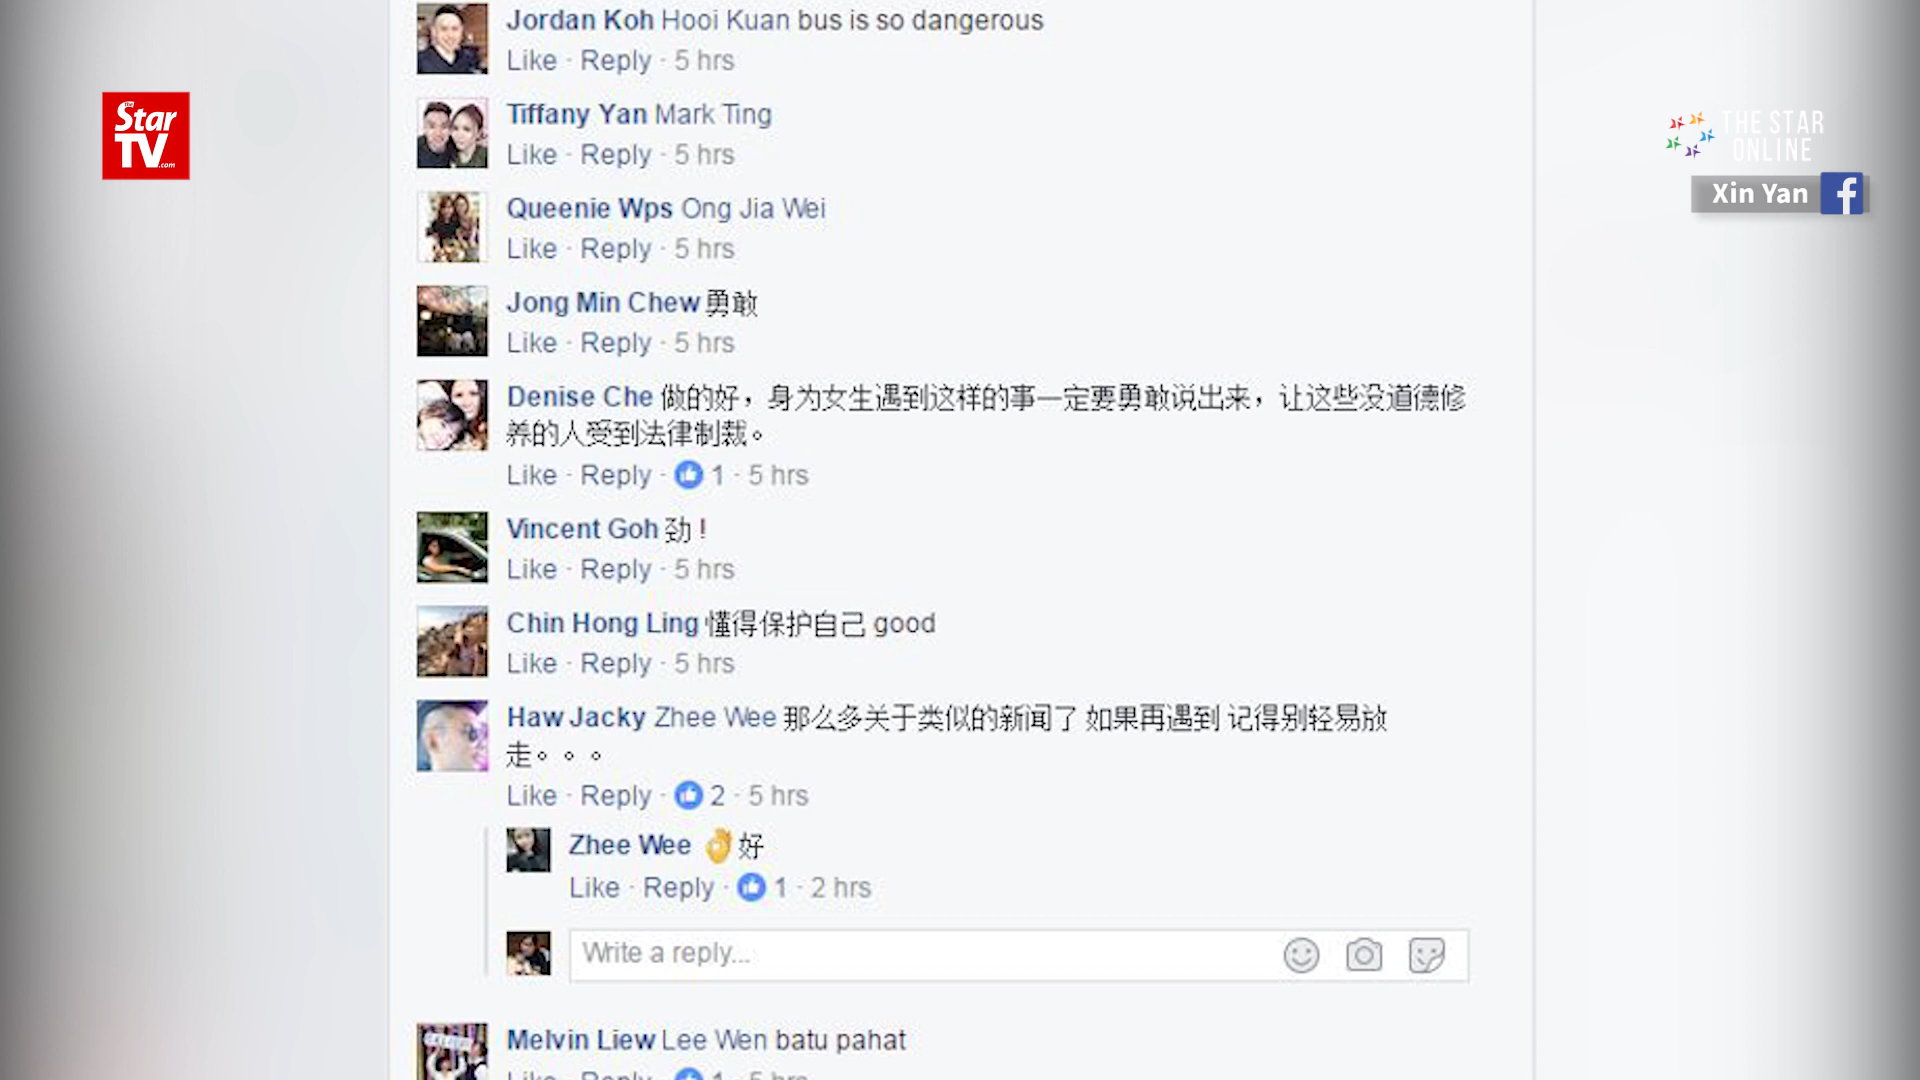 Jordan Koh Hooi Kuan bus is so dangerous
Like · Reply · 5 hrs
The Star TV .com
THE STAR ONLINE
Xin Yan
Tiffany Yan Mark Ting
Like · Reply · 5 hrs
Queenie Wps Ong Jia Wei
Like · Reply · 5 hrs
Jong Min Chew 勇敢
Like · Reply · 5 hrs
Denise Che 做的好，身为女生遇到这样的事一定要勇敢说出来，让这些没道德修
养的人受到法律制裁。
Like · Reply · 1 · 5 hrs
Vincent Goh 劲！
Like · Reply · 5 hrs
Chin Hong Ling 懂得保护自己 good
Like · Reply · 5 hrs
Haw Jacky Zhee Wee 那么多关于类似的新闻了 如果再遇到 记得别轻易放
走。。。
Like · Reply · 2 · 5 hrs
Zhee Wee 👌好
Like · Reply · 1 · 2 hrs
Write a reply...
Melvin Liew Lee Wen batu pahat
Like · Reply · 1 · 5 hrs